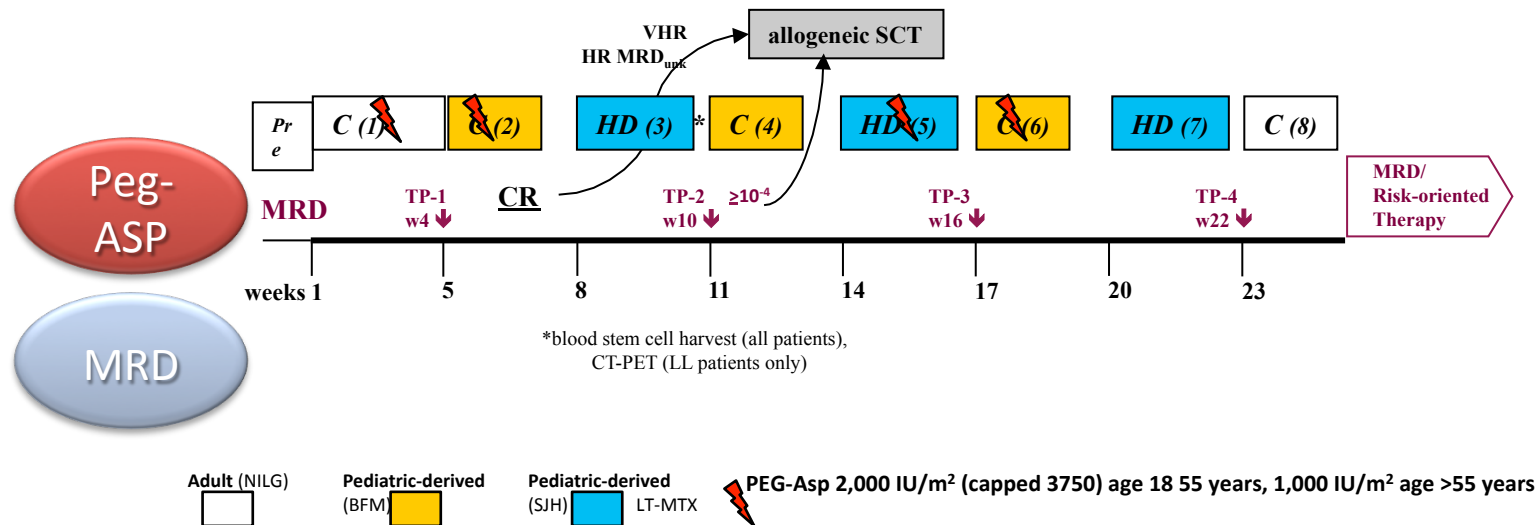 VHR
HR MRDunk
allogeneic SCT
Pr
e
C (1)
C (2)
HD (3)
*
C (4)
HD (5)
C (6)
HD (7)
C (8)
Peg-
ASP
MRD
TP-1
w4
CR
TP-2
w10
≥10-4
TP-3
w16
TP-4
w22
MRD/
Risk-oriented
Therapy
weeks 1
5
8
11
14
17
20
23
MRD
*blood stem cell harvest (all patients),
CT-PET (LL patients only)
Adult (NILG)
Pediatric-derived
(BFM)
Pediatric-derived
(SJH)
LT-MTX
PEG-Asp 2,000 IU/m² (capped 3750) age 18 55 years, 1,000 IU/m² age >55 years